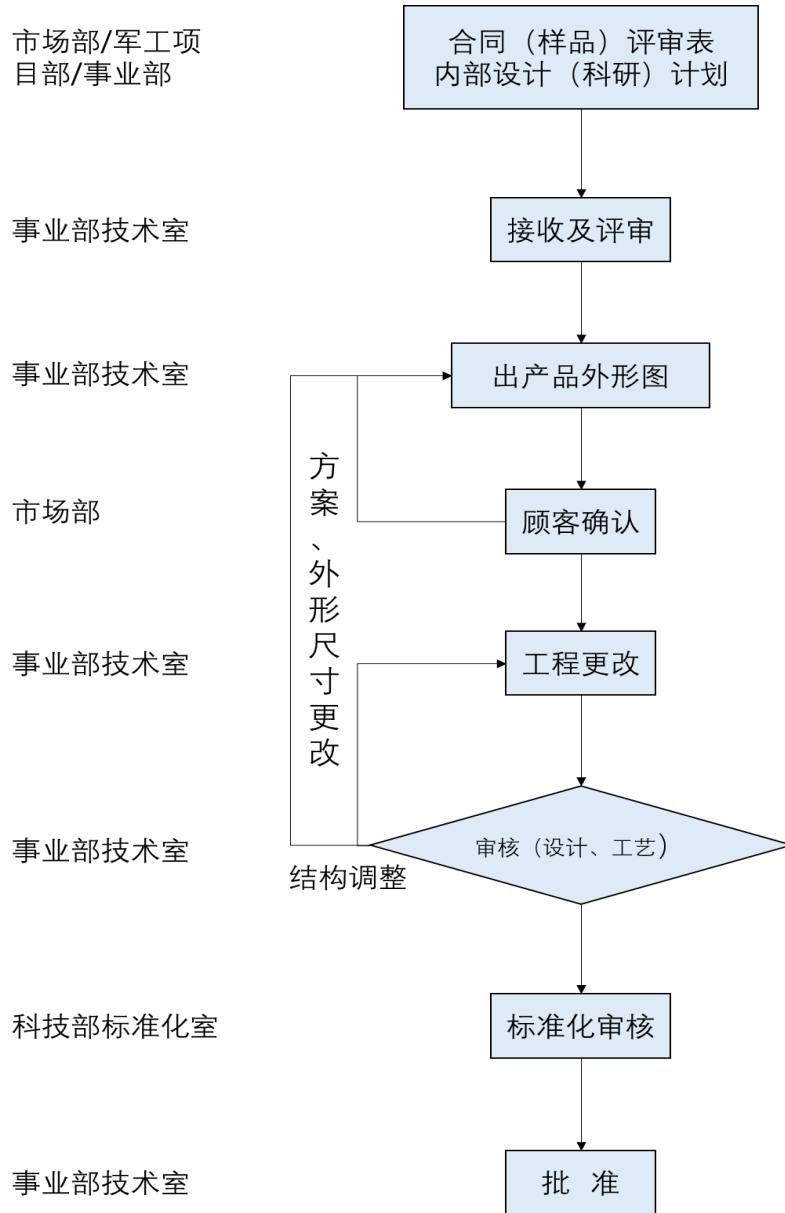 市场部/军工项
目部/事业部
合同（样品）评审表
内部设计（科研）计划
事业部技术室
接收及评审
事业部技术室
出产品外形图
方案、外形尺寸更改
市场部
顾客确认
事业部技术室
工程更改
事业部技术室
审核（设计、工艺）
结构调整
科技部标准化室
标准化审核
事业部技术室
批 准